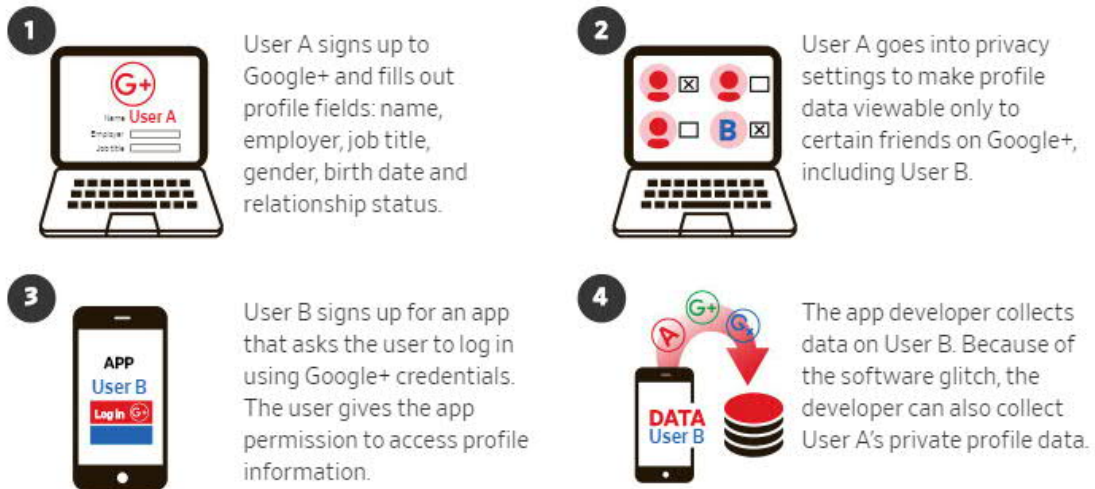 1
G+
Name User A
Employer
Job title
User A signs up to
Google+ and fills out
profile fields: name,
employer, job title,
gender, birth date and
relationship status.
2
B
User A goes into privacy
settings to make profile
data viewable only to
certain friends on Google+,
including User B.
3
APP
User B
Log in G+
User B signs up for an app
that asks the user to log in
using Google+ credentials.
The user gives the app
permission to access profile
information.
4
A G+ Gx
DATA
User B
The app developer collects
data on User B. Because of
the software glitch, the
developer can also collect
User A's private profile data.